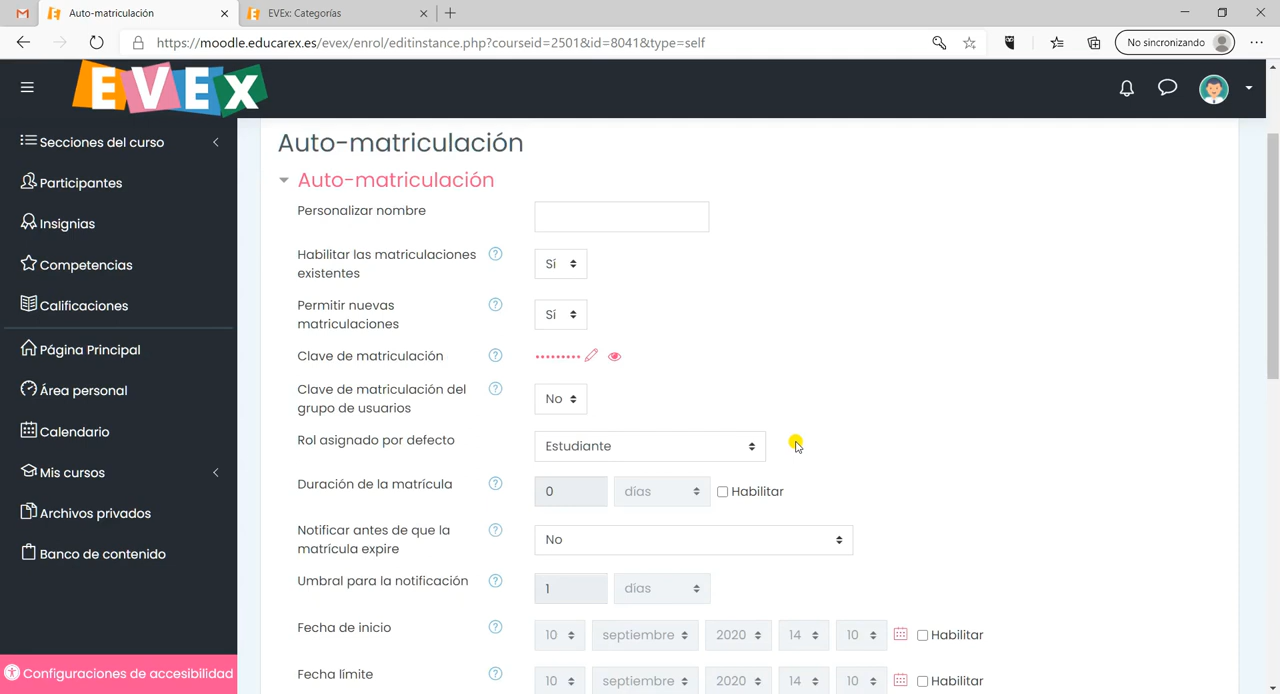 Auto-matriculación
EVEx: Categorías
https://moodle.educarex.es/evex/enrol/editinstance.php?courseid=2501&id=8041&type=self
No sincronizando
EVEx
Secciones del curso
Participantes
Insignias
Competencias
Calificaciones
Página Principal
Área personal
Calendario
Mis cursos
Archivos privados
Banco de contenido
Configuraciones de accesibilidad
Auto-matriculación
Auto-matriculación
Personalizar nombre
Habilitar las matriculaciones
existentes
Sí
Permitir nuevas
matriculaciones
Sí
Clave de matriculación
Clave de matriculación del
grupo de usuarios
No
Rol asignado por defecto
Estudiante
Duración de la matrícula
0 días Habilitar
Notificar antes de que la
matrícula expire
No
Umbral para la notificación
1 días
Fecha de inicio
10 septiembre 2020 14 10 Habilitar
Fecha límite
10 septiembre 2020 14 10 Habilitar